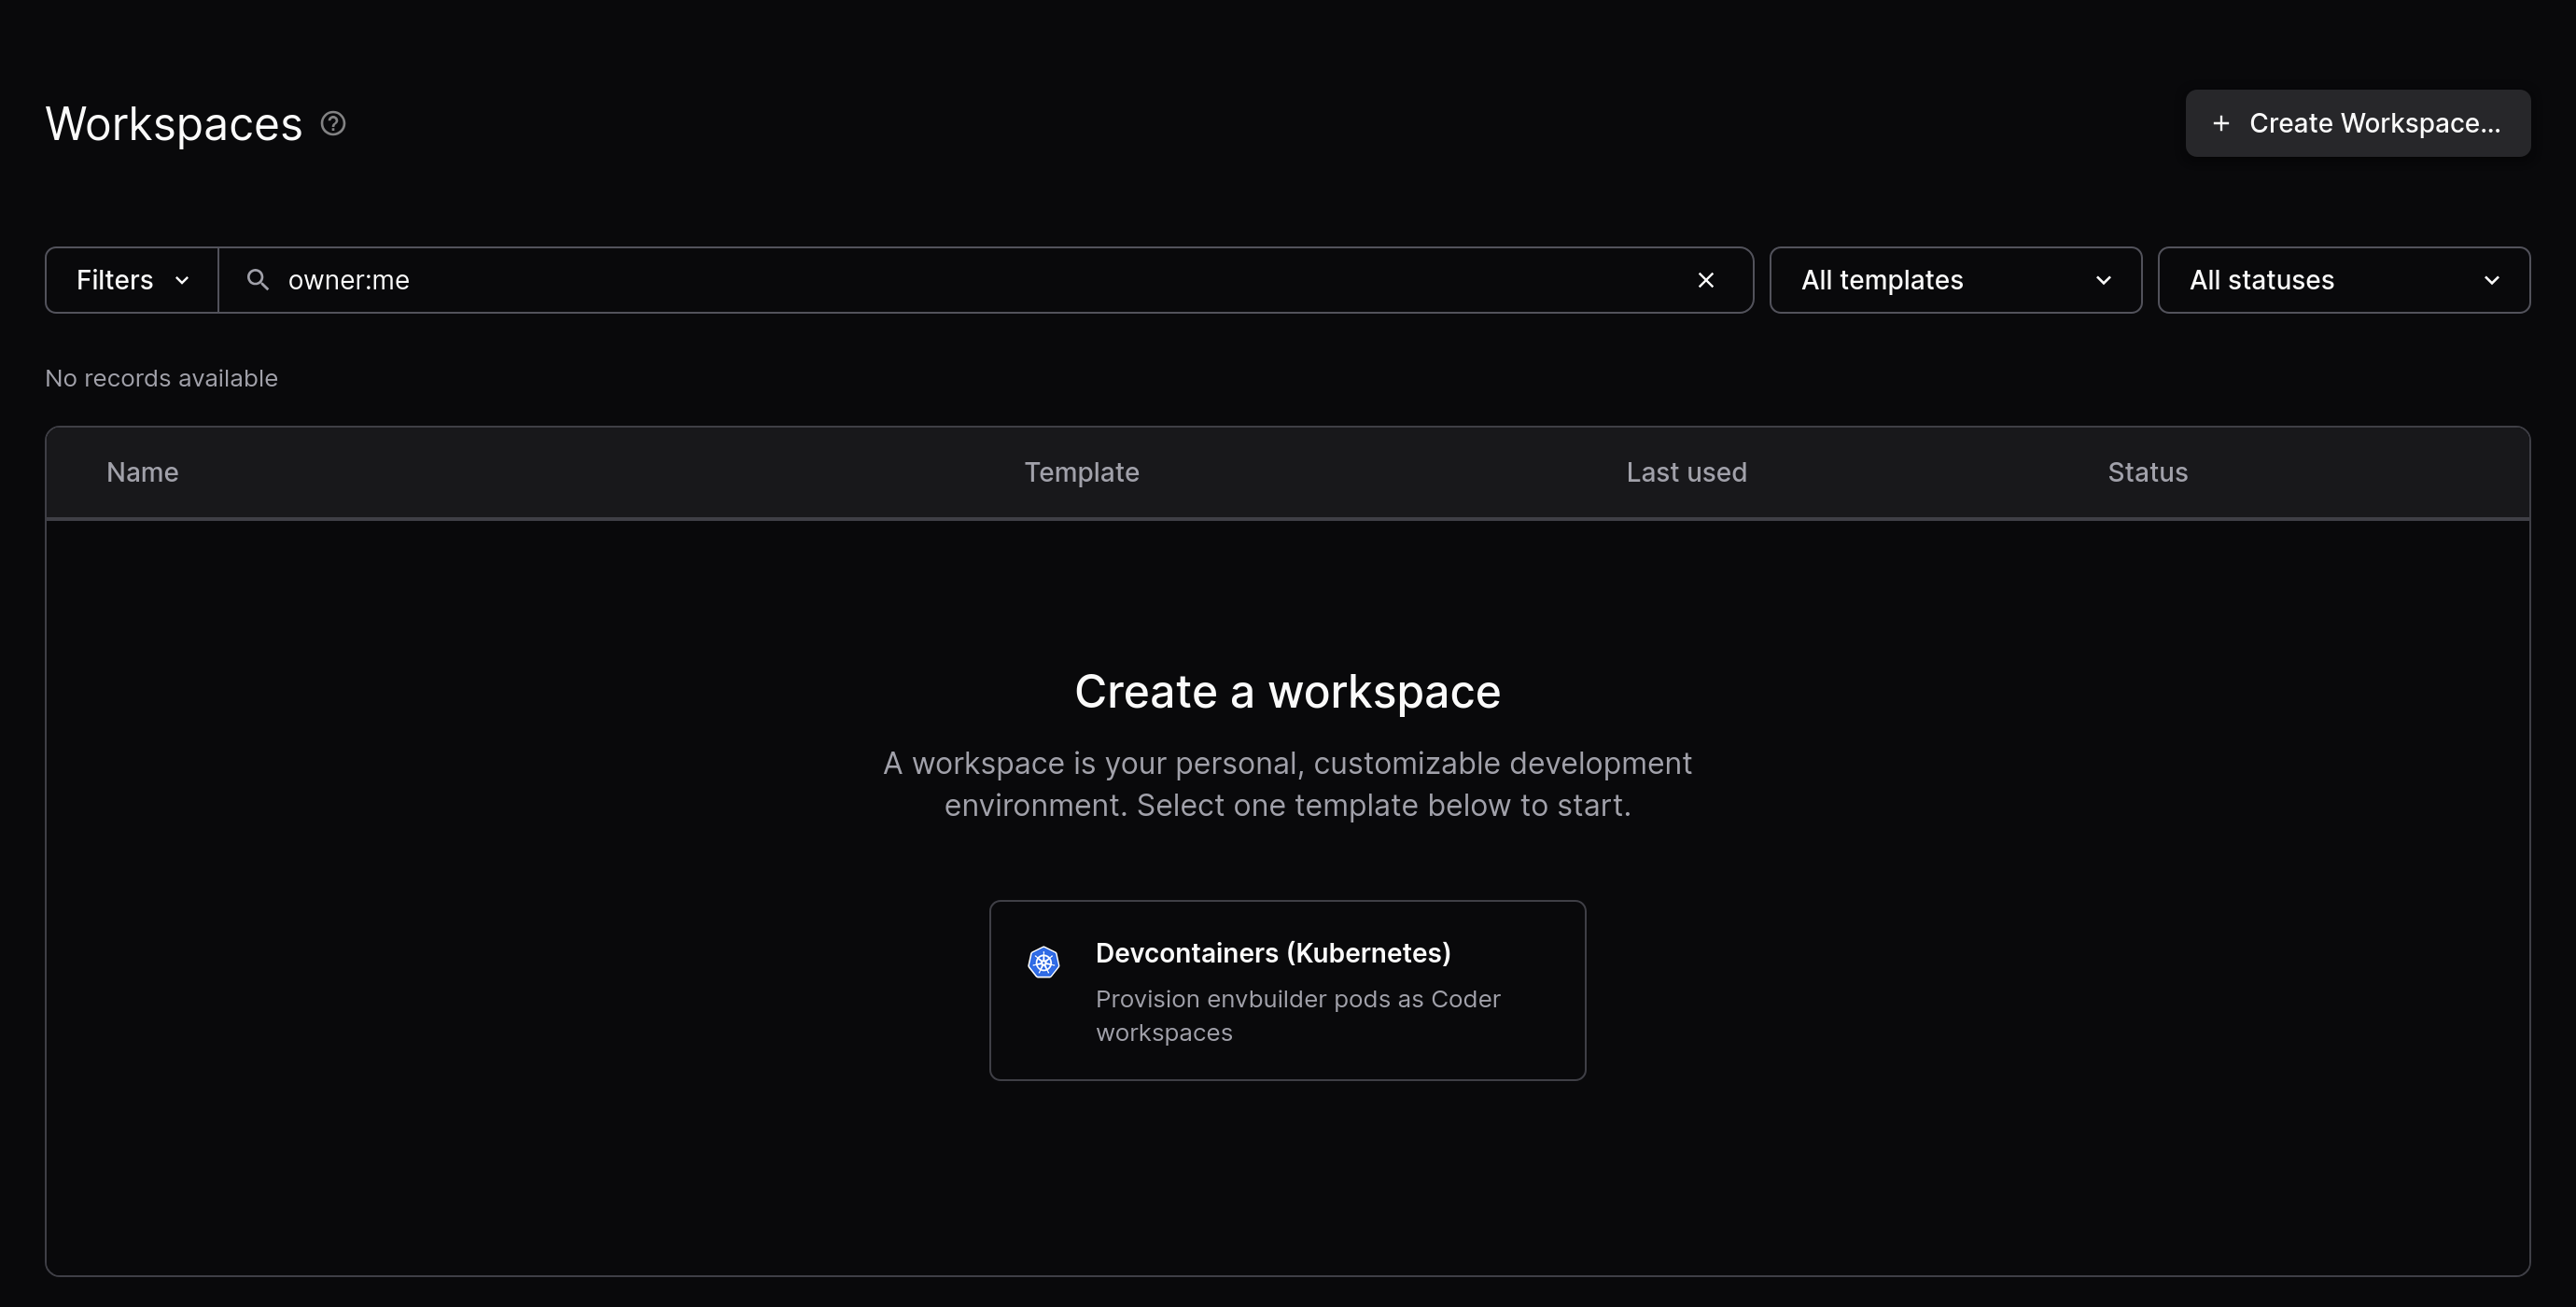 Workspaces
Create Workspace...
Filters
owner:me
All templates
All statuses
No records available
Name Template Last used Status
Create a workspace
A workspace is your personal, customizable development
environment. Select one template below to start.
Devcontainers (Kubernetes)
Provision envbuilder pods as Coder
workspaces